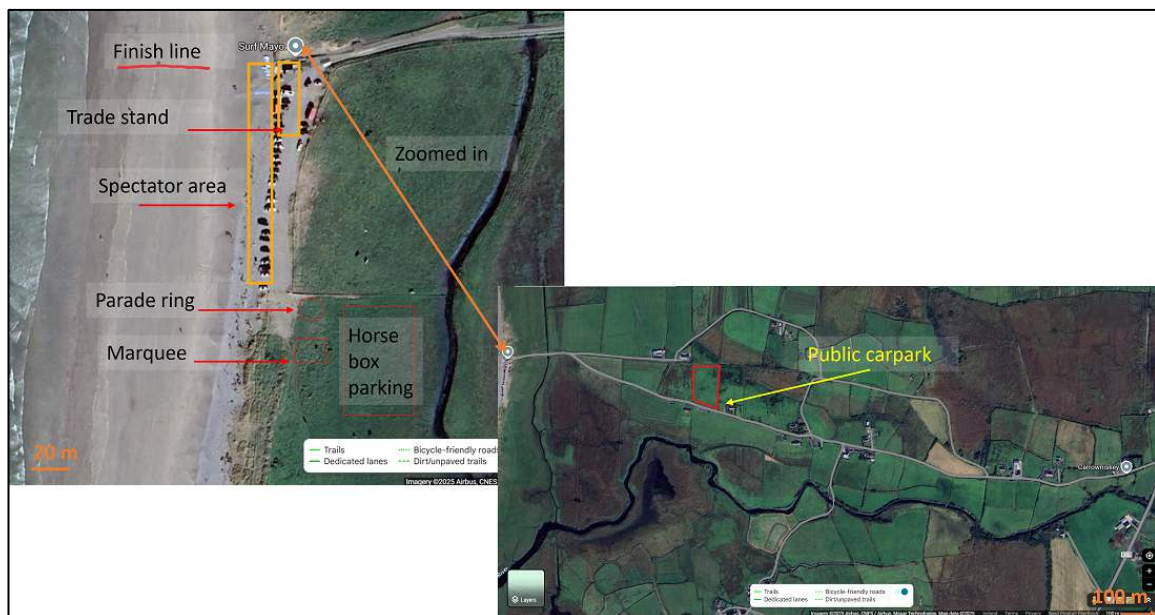 Finish line
Surf Mayo
Trade stand
Zoomed in
Spectator area
Parade ring
Marquee
Horse
box
parking
20 m
Trails
Bicycle-friendly roads
Dedicated lanes
Dirt/unpaved trails
Imagery ©2025 Airbus, CNES
Public carpark
Carrowniskey
Layers
Trails
Bicycle-friendly roads
Dedicated lanes
Dirt/unpaved trails
100 m